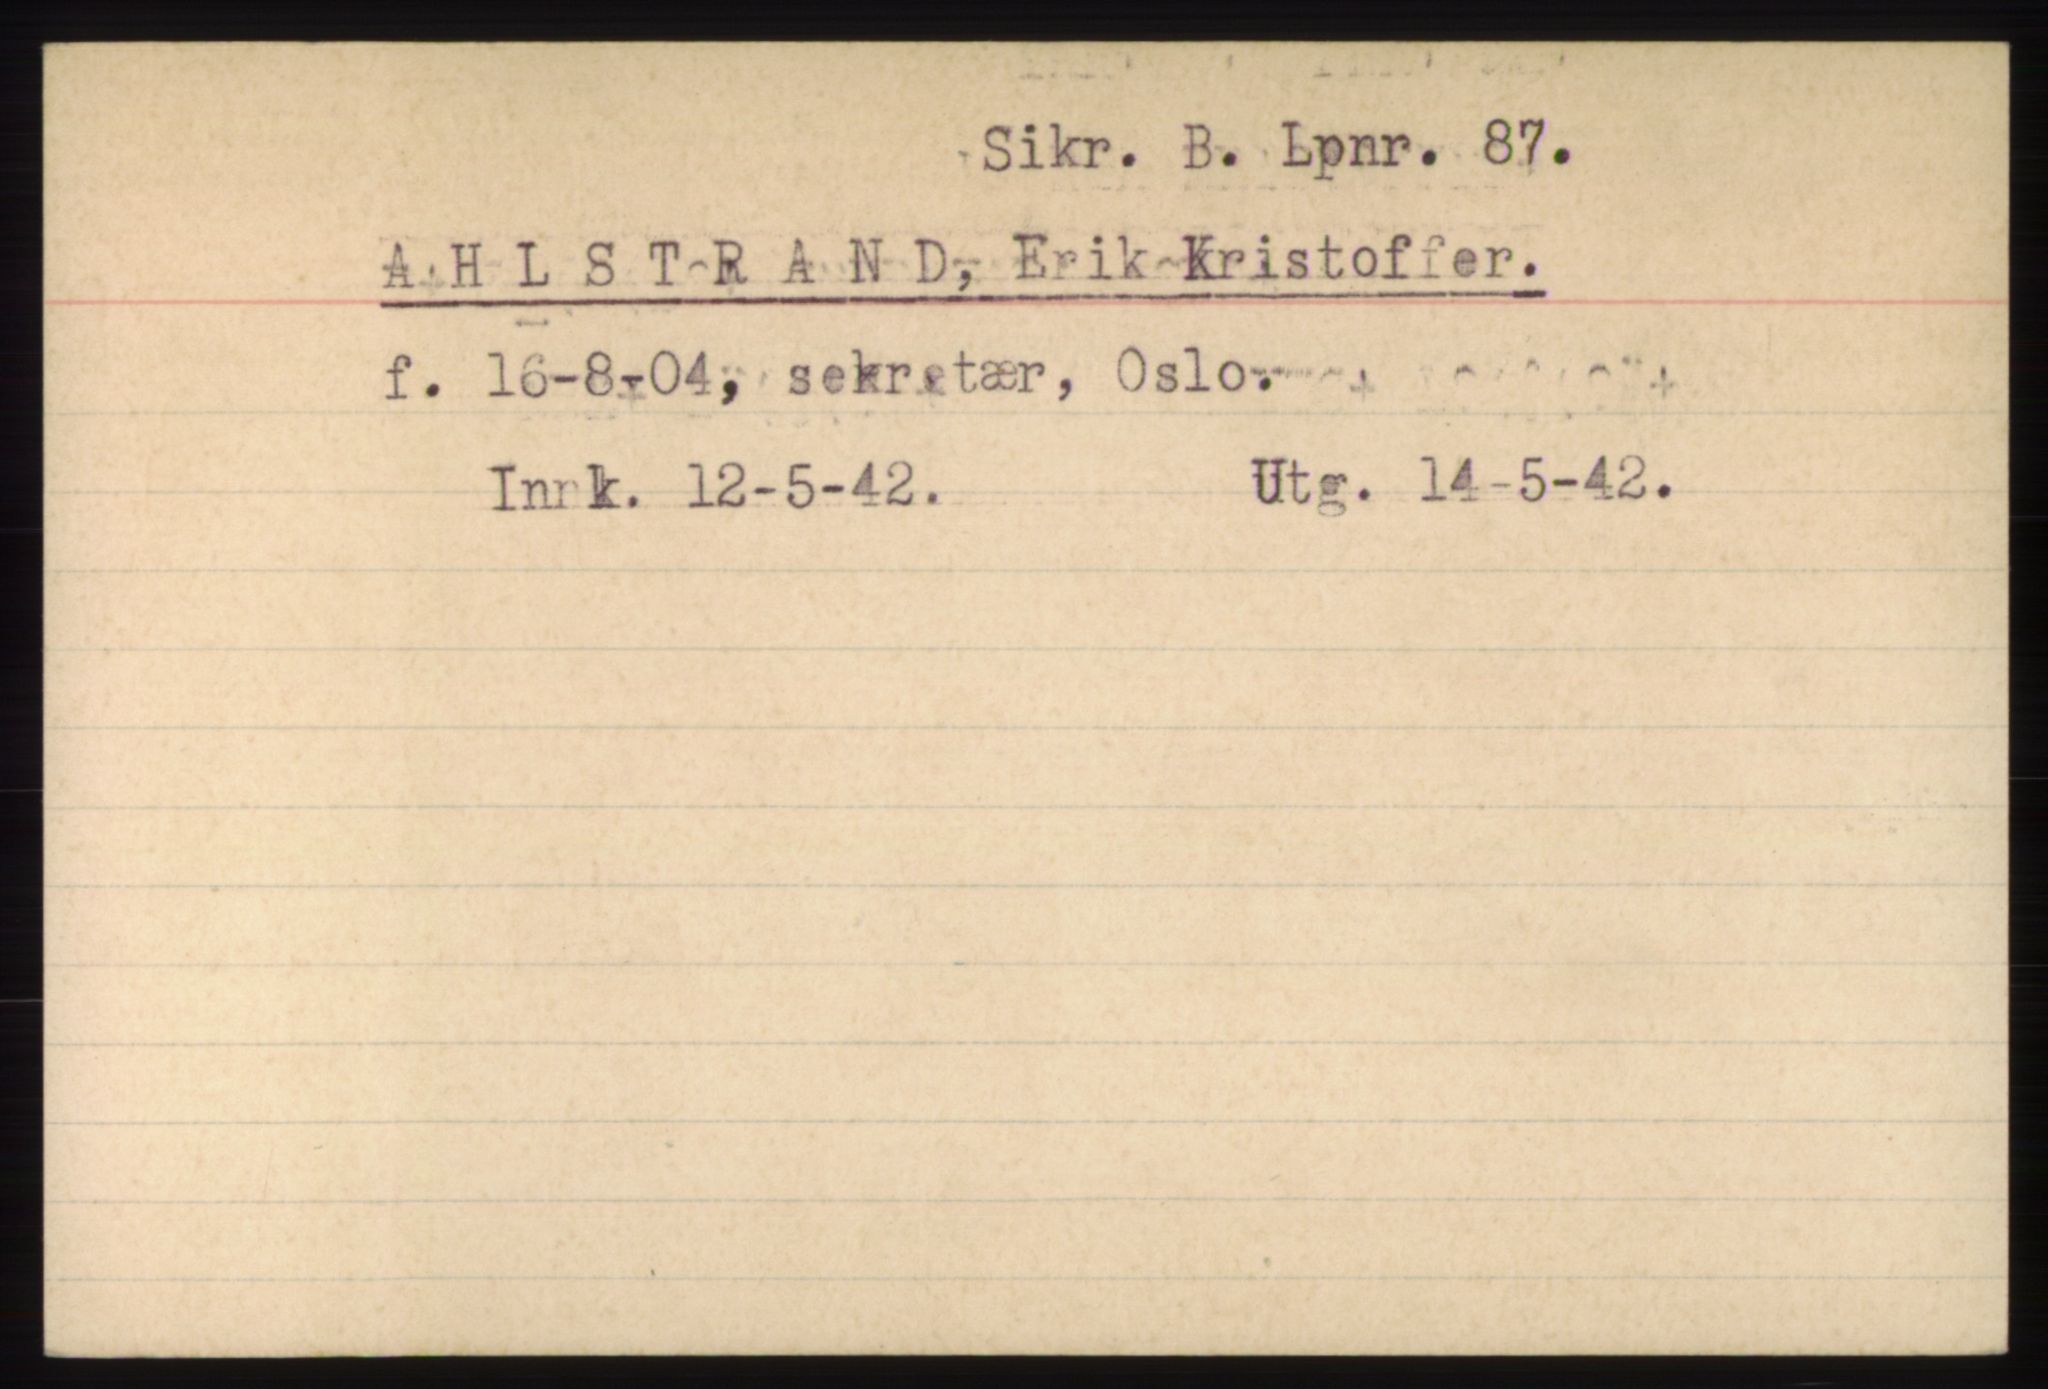 Sikr. B. Lpnr. 87.
A H L S T R A N D, Erik Kristoffer.
f. 16-8-04, sekretær, Oslo.
Innk. 12-5-42. Utg. 14-5-42.